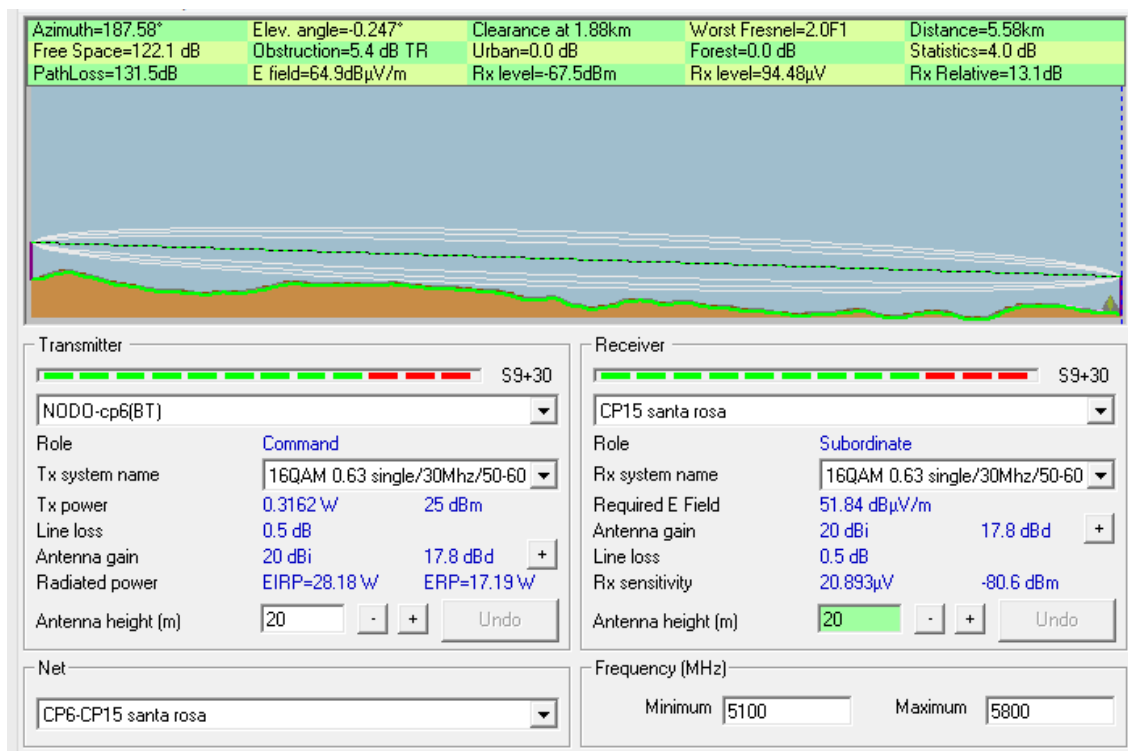 Azimuth=187.58° Elev. angle=-0.247° Clearance at 1.88km Worst Fresnel=2.0F1 Distance=5.58km
Free Space=122.1 dB Obstruction=5.4 dB TR Urban=0.0 dB Forest=0.0 dB Statistics=4.0 dB
PathLoss=131.5dB E field=64.9dBµV/m Rx level=-67.5dBm Rx level=94.48µV Rx Relative=13.1dB
Transmitter
S9+30
NODO-cp6(BT)
Role Command
Tx system name 16QAM 0.63 single/30Mhz/50-60
Tx power 0.3162 W 25 dBm
Line loss 0.5 dB
Antenna gain 20 dBi 17.8 dBd +
Radiated power EIRP=28.18 W ERP=17.19 W
Antenna height (m) 20 - + Undo
Net
CP6-CP15 santa rosa
Receiver
S9+30
CP15 santa rosa
Role Subordinate
Rx system name 16QAM 0.63 single/30Mhz/50-60
Required E Field 51.84 dBµV/m
Antenna gain 20 dBi 17.8 dBd +
Line loss 0.5 dB
Rx sensitivity 20.893µV -80.6 dBm
Antenna height (m) 20 - + Undo
Frequency (MHz)
Minimum 5100 Maximum 5800